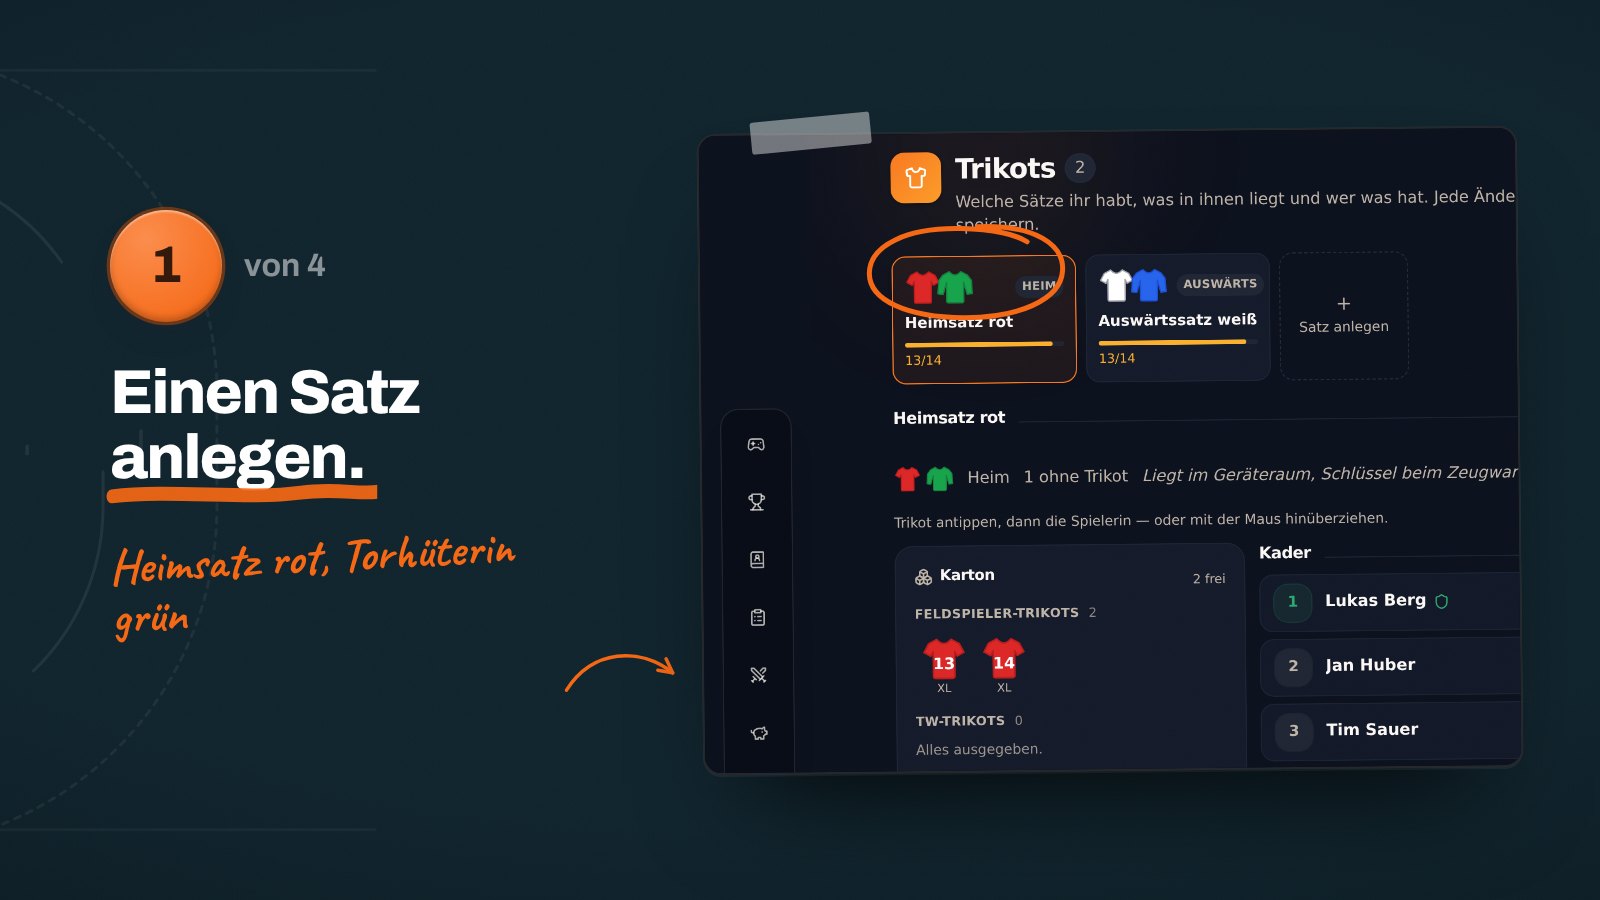 1
von 4
Einen Satz
anlegen.
Heimsatz rot, Torhüterin
grün
Trikots 2
Welche Sätze ihr habt, was in ihnen liegt und wer was hat. Jede Ände
speichern.
HEIM
Heimsatz rot
13/14
AUSWÄRTS
Auswärtssatz weiß
13/14
+
Satz anlegen
Heimsatz rot
Heim 1 ohne Trikot Liegt im Geräteraum, Schlüssel beim Zeugwar
Trikot antippen, dann die Spielerin — oder mit der Maus hinüberziehen.
Karton 2 frei
FELDSPIELER-TRIKOTS 2
13 14
XL XL
TW-TRIKOTS 0
Alles ausgegeben.
Kader
1 Lukas Berg
2 Jan Huber
3 Tim Sauer